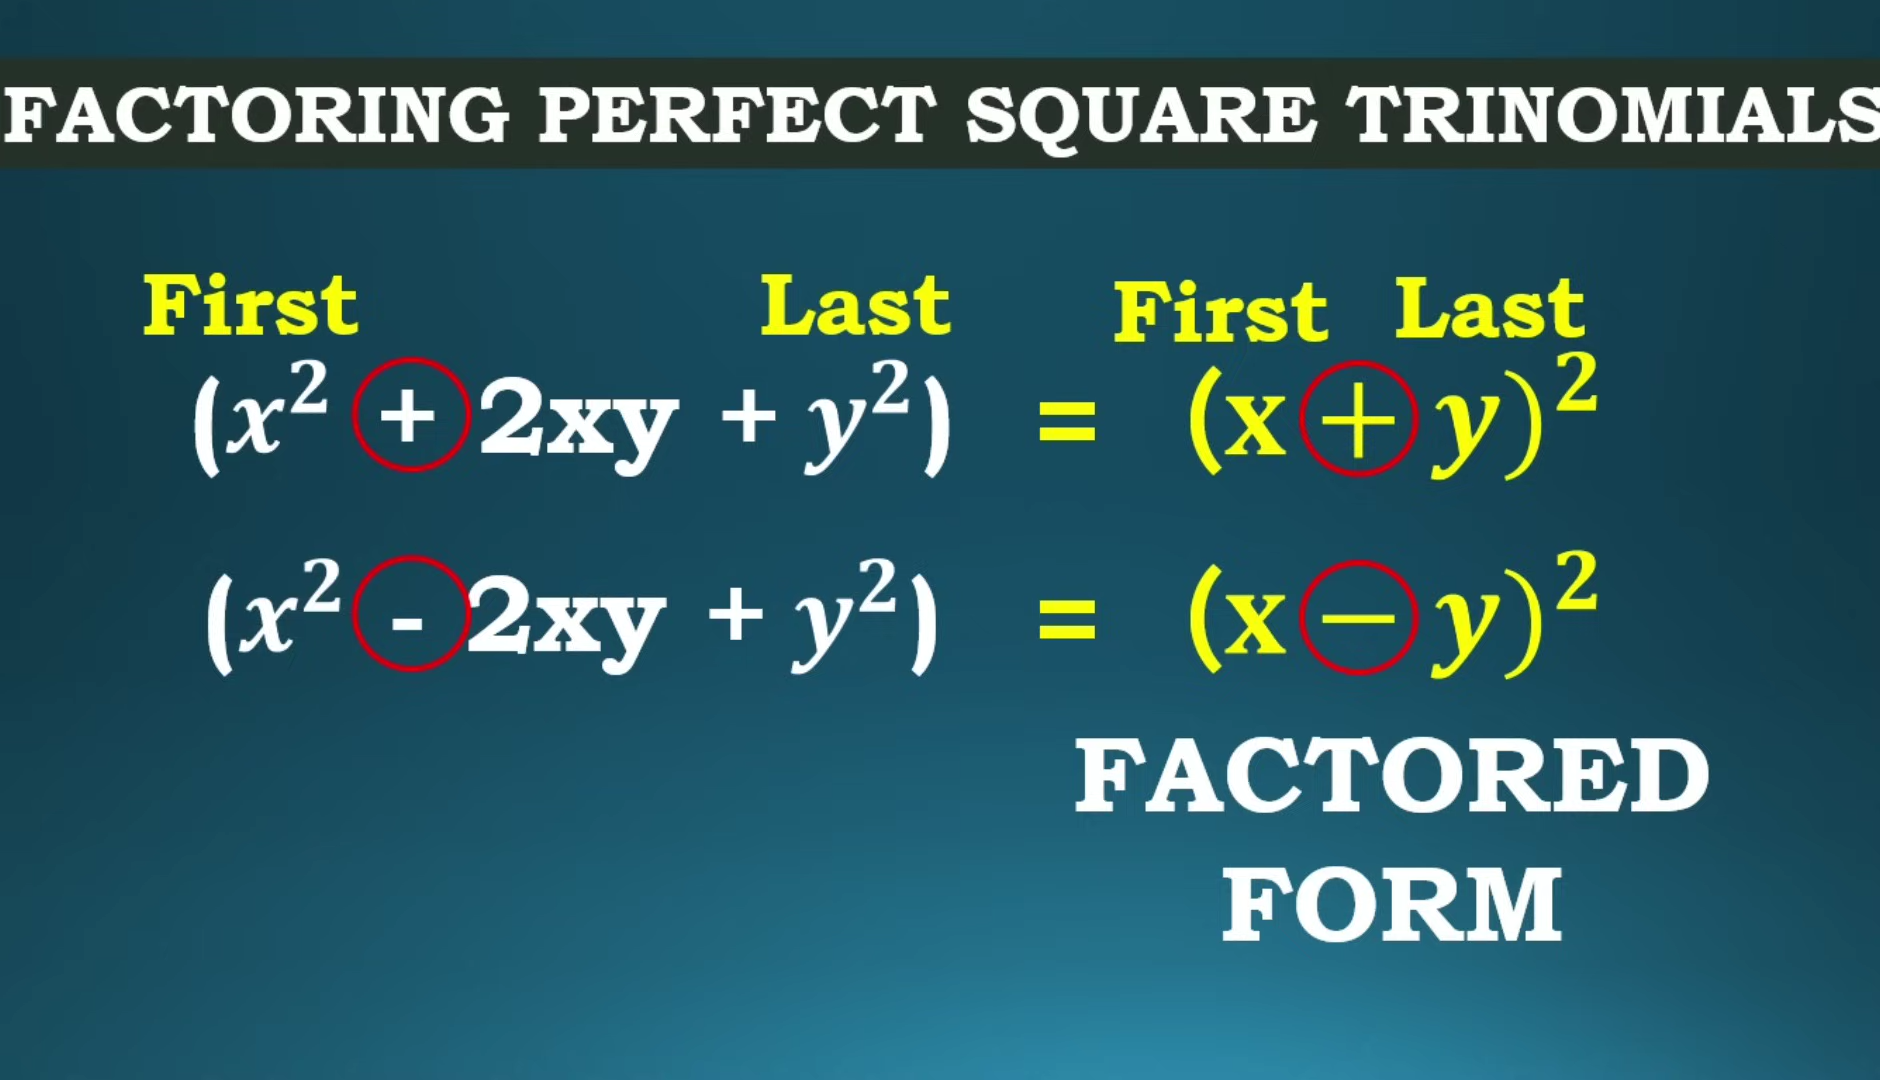 FACTORING PERFECT SQUARE TRINOMIALS
First Last First Last
(x² + 2xy + y²) = (x + y)²
(x² - 2xy + y²) = (x − y)²
FACTORED
FORM